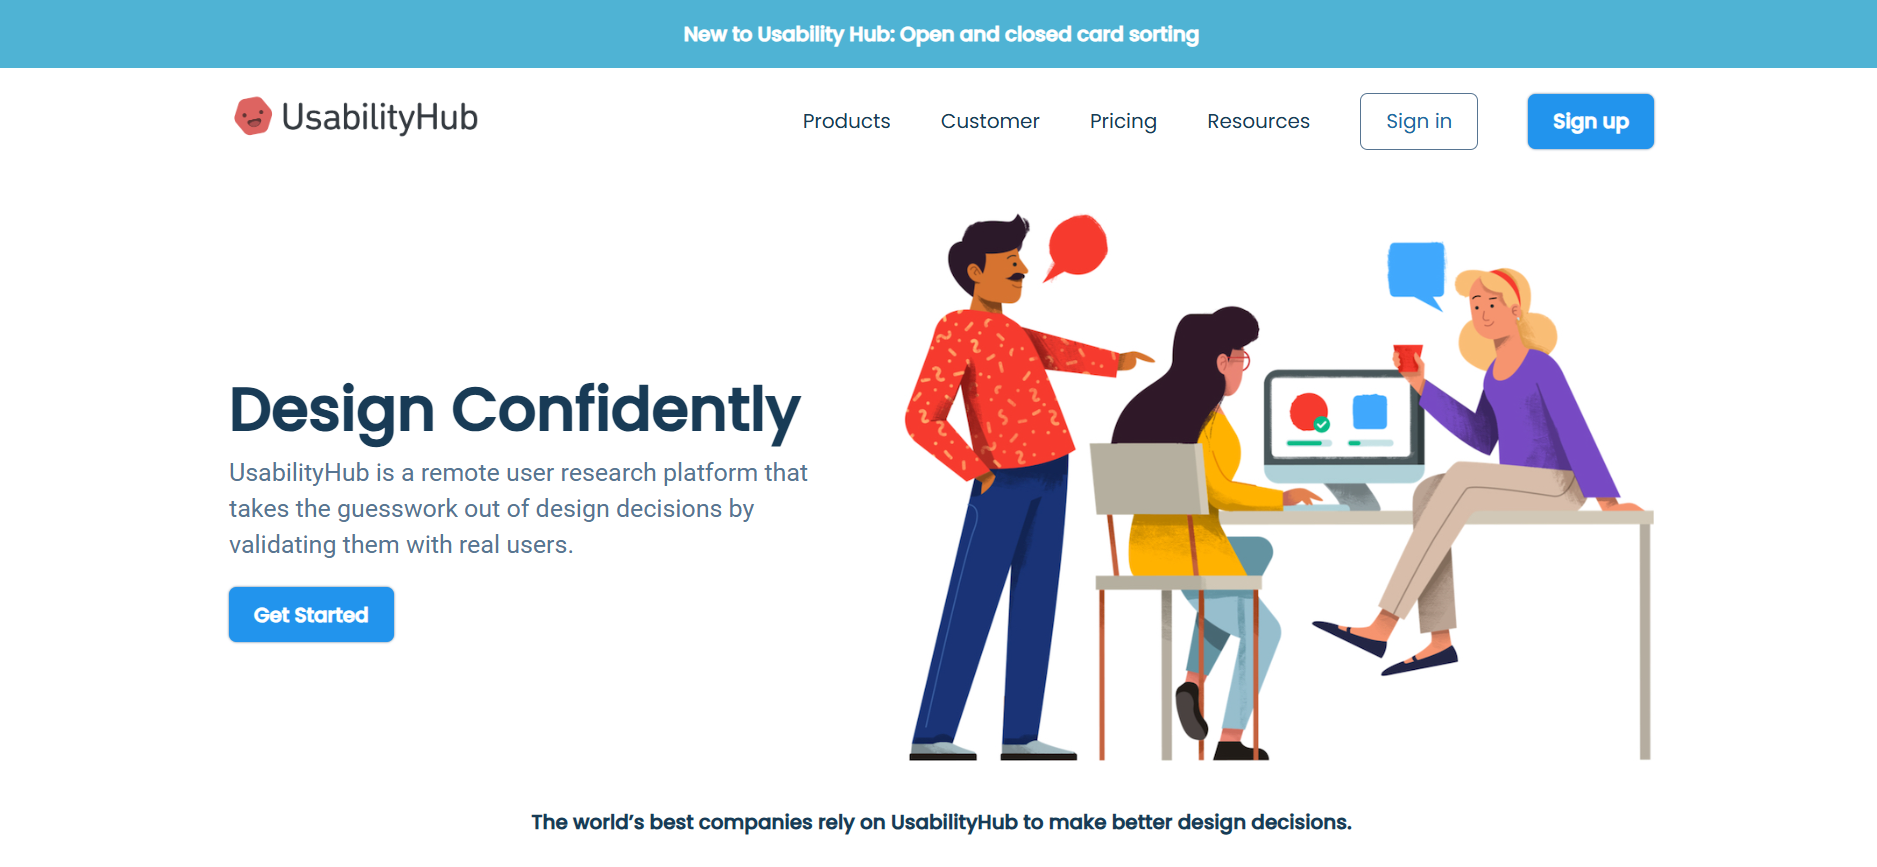 New to Usability Hub: Open and closed card sorting
UsabilityHub
Products
Customer
Pricing
Resources
Sign in
Sign up
Design Confidently
UsabilityHub is a remote user research platform that
takes the guesswork out of design decisions by
validating them with real users.
Get Started
The world's best companies rely on UsabilityHub to make better design decisions.